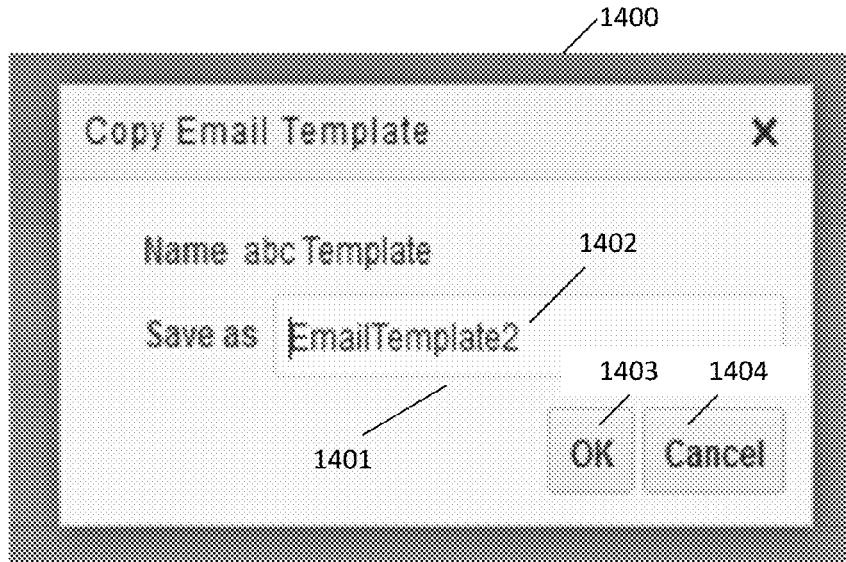 1400
Copy Email Template X
Name abc Template
1402
Save as EmailTemplate2
1403 1404
1401
OK Cancel